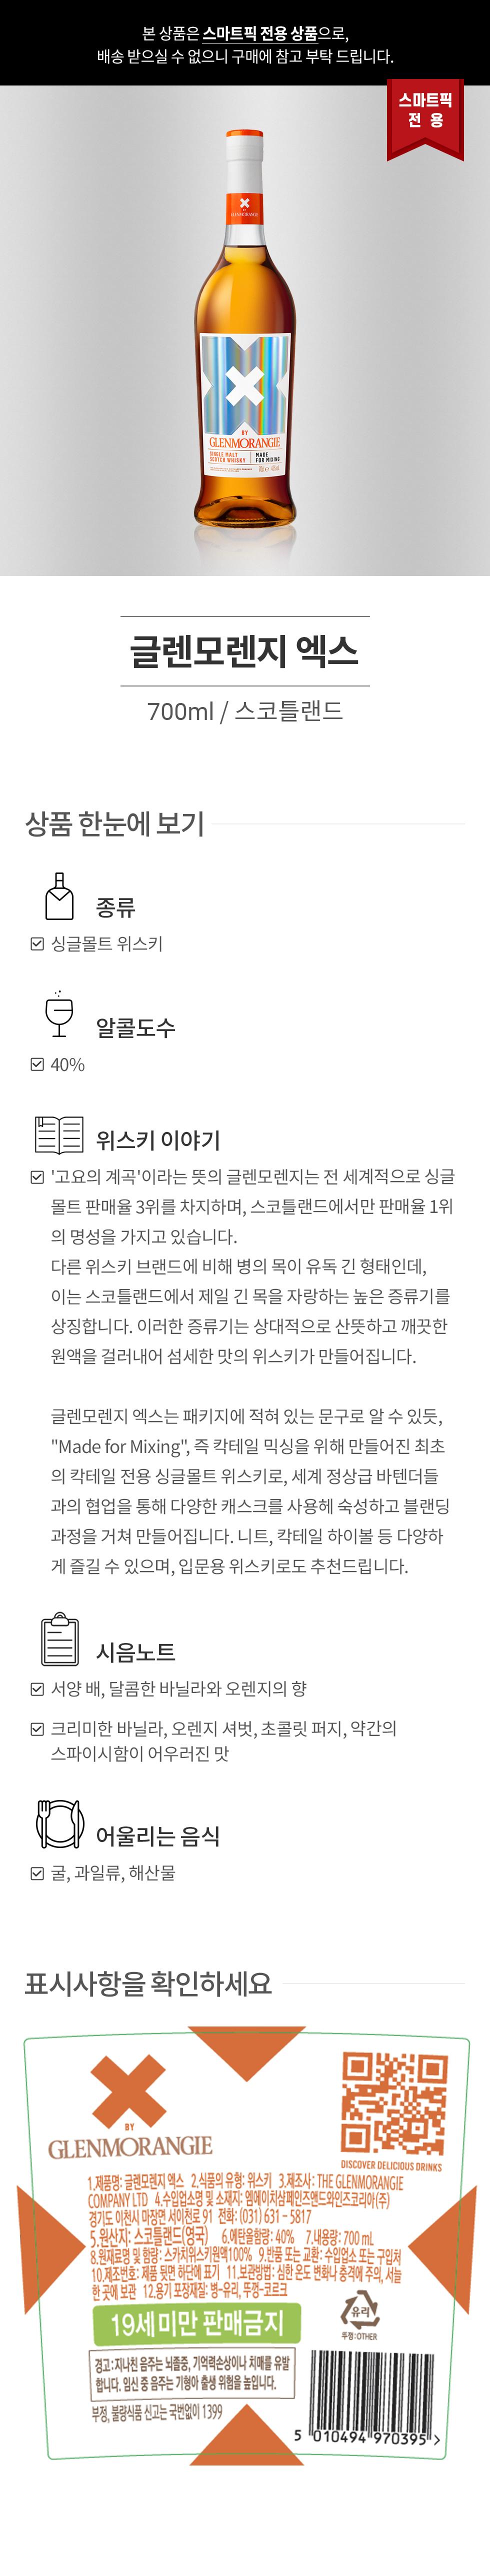 본 상품은 스마트픽 전용 상품으로,
배송 받으실 수 없으니 구매에 참고 부탁 드립니다.
스마트픽
전 용
BY
GLENMORANGIE
BY
GLENMORANGIE
SINGLE MALT
SCOTCH WHISKY
MADE
FOR MIXING
글렌모렌지 엑스
700ml / 스코틀랜드
상품 한눈에 보기
종류
싱글몰트 위스키
알콜도수
40%
위스키 이야기
'고요의 계곡'이라는 뜻의 글렌모렌지는 전 세계적으로 싱글
몰트 판매율 3위를 차지하며, 스코틀랜드에서만 판매율 1위
의 명성을 가지고 있습니다.
다른 위스키 브랜드에 비해 병의 목이 유독 긴 형태인데,
이는 스코틀랜드에서 제일 긴 목을 자랑하는 높은 증류기를
상징합니다. 이러한 증류기는 상대적으로 산뜻하고 깨끗한
원액을 걸러내어 섬세한 맛의 위스키가 만들어집니다.
글렌모렌지 엑스는 패키지에 적혀 있는 문구로 알 수 있듯,
"Made for Mixing", 즉 칵테일 믹싱을 위해 만들어진 최초
의 칵테일 전용 싱글몰트 위스키로, 세계 정상급 바텐더들
과의 협업을 통해 다양한 캐스크를 사용헤 숙성하고 블랜딩
과정을 거쳐 만들어집니다. 니트, 칵테일 하이볼 등 다양하
게 즐길 수 있으며, 입문용 위스키로도 추천드립니다.
시음노트
서양 배, 달콤한 바닐라와 오렌지의 향
크리미한 바닐라, 오렌지 셔벗, 초콜릿 퍼지, 약간의
스파이시함이 어우러진 맛
어울리는 음식
굴, 과일류, 해산물
표시사항을 확인하세요
BY
GLENMORANGIE
DISCOVER DELICIOUS DRINKS
1.제품명: 글렌모렌지 엑스 2.식품의 유형: 위스키 3.제조사: THE GLENMORANGIE
COMPANY LTD 4.수입업소명 및 소재지: 엠에이치샴페인즈앤드와인즈코리아(주)
경기도 이천시 마장면 서이천로 91 전화: (031) 631 - 5817
5.원산지: 스코틀랜드(영국) 6.에탄올함량: 40% 7.내용량: 700 mL
8.원재료명 및 함량: 스카치위스키원액100% 9.반품 또는 교환: 수입업소 또는 구입처
10.제조번호: 제품 뒷면 하단에 표기 11.보관방법: 심한 온도 변화나 충격에 주의, 서늘
한 곳에 보관 12.용기 포장재질: 병-유리, 뚜껑-코르크
19세 미만 판매금지
유리
뚜껑:OTHER
경고: 지나친 음주는 뇌졸중, 기억력손상이나 치매를 유발
합니다. 임신 중 음주는 기형아 출생 위험을 높입니다.
부정, 불량식품 신고는 국번없이 1399
5 010494 970395 >